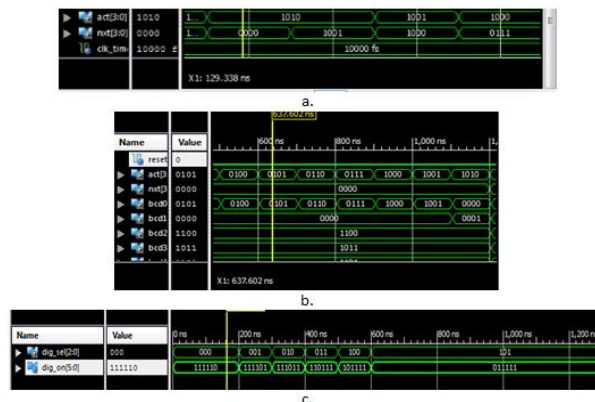 act[3:0] 1010 1... 1010 1001 1000
nxt[3:0] 0000 1... 0000 1001 1000 0111
clk_tim 10000 f 10000 fs
X1: 129.338 ns
a.
637.602 ns
Name Value 600 ns 800 ns 1,000 ns
reset 0
act[3 0101 0100 0101 0110 0111 1000 1001 1010
nxt[3 0000 0000
bcd0 0101 0100 0101 0110 0111 1000 1001 0000
bcd1 0000 0000 0001
bcd2 1100 1100
bcd3 1011 1011
X1: 637.602 ns
b.
Name Value 0 ns 200 ns 400 ns 600 ns 800 ns 1,000 ns 1,200 ns
dig_sel[2:0] 000 000 001 010 011 100 101
dig_on[5:0] 111110 111110 111101 111011 110111 101111 011111
c.